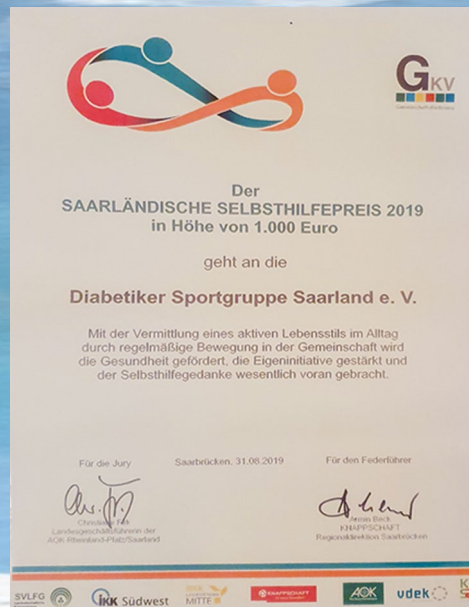 GKV
Der
SAARLÄNDISCHE SELBSTHILFEPREIS 2019
in Höhe von 1.000 Euro
geht an die
Diabetiker Sportgruppe Saarland e. V.
Mit der Vermittlung eines aktiven Lebensstils im Alltag
durch regelmäßige Bewegung in der Gemeinschaft wird
die Gesundheit gefördert, die Eigeninitiative gestärkt und
der Selbsthilfegedanke wesentlich voran gebracht.
Für die Jury Saarbrücken, 31.08.2019 Für den Federführer
Armin Beck
Landesgeschäftsführerin der KNAPPSCHAFT
AOK Rheinland-Pfalz/Saarland Regionaldirektion Saarbrücken
SVLFG IKK Südwest MITTE KNAPPSCHAFT AOK vdek